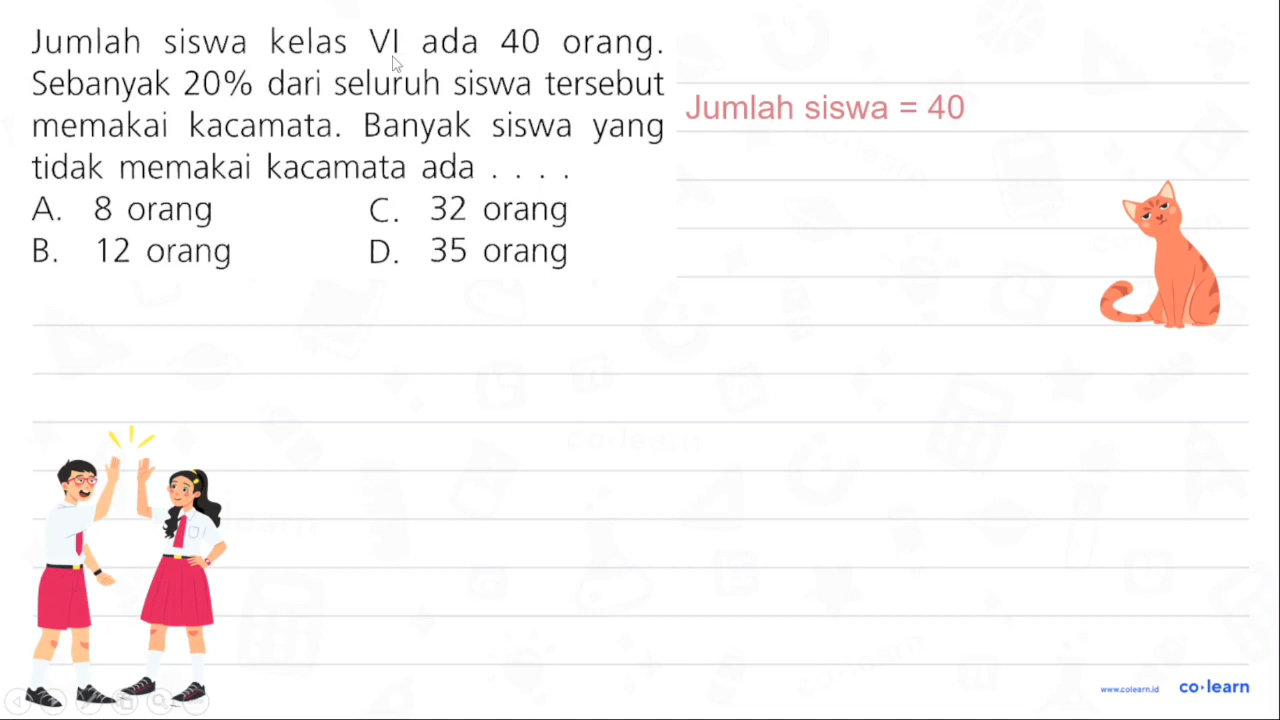 Jumlah siswa kelas VI ada 40 orang.
Sebanyak 20% dari seluruh siswa tersebut
memakai kacamata. Banyak siswa yang
tidak memakai kacamata ada . . . .
A. 8 orang
C. 32 orang
B. 12 orang
D. 35 orang
Jumlah siswa = 40
co·learn
www.colearn.id
co·learn